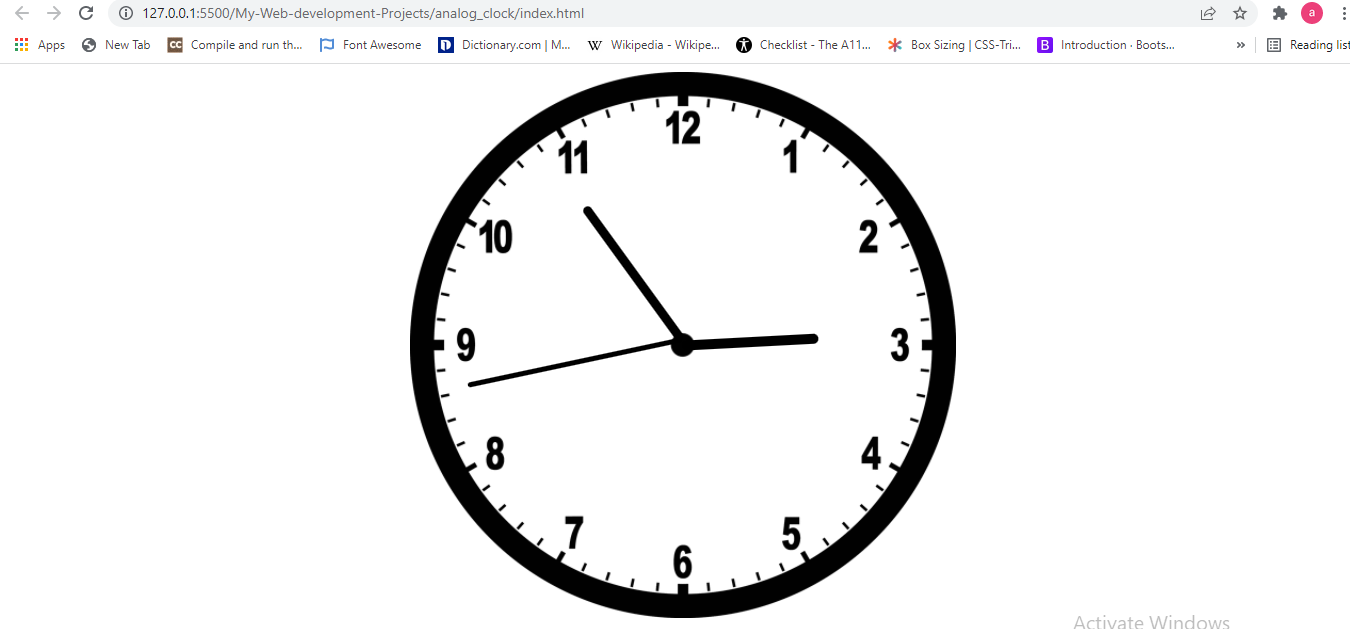 127.0.0.1:5500/My-Web-development-Projects/analog_clock/index.html
a
Apps New Tab CC Compile and run th... Font Awesome Dictionary.com | M... W Wikipedia - Wikipe... Checklist - The A11... Box Sizing | CSS-Tri... B Introduction · Boots... » Reading list
12
11 1
10 2
9 3
8 4
7 5
6
Activate Windows